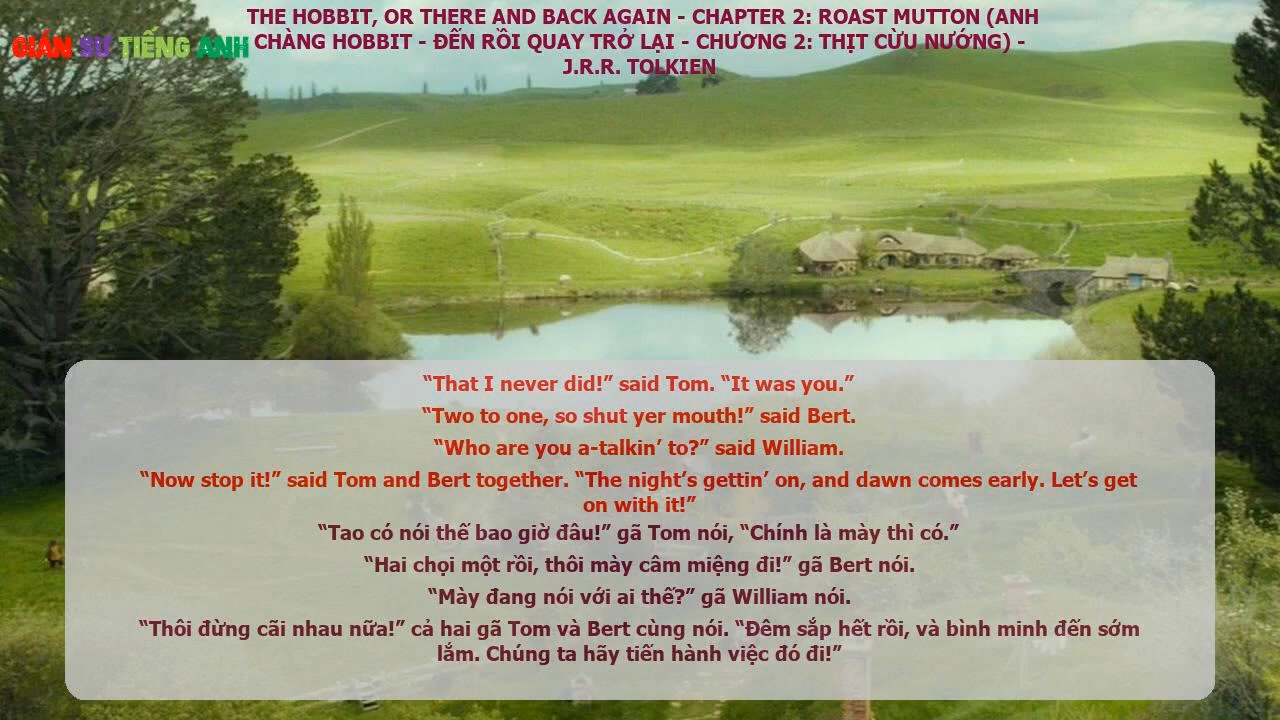 THE HOBBIT, OR THERE AND BACK AGAIN - CHAPTER 2: ROAST MUTTON (ANH
GIÁN SỨ TIẾNG ANH
CHÀNG HOBBIT - ĐẾN RỒI QUAY TRỞ LẠI - CHƯƠNG 2: THỊT CỪU NƯỚNG) -
J.R.R. TOLKIEN
“That I never did!” said Tom. “It was you.”
“Two to one, so shut yer mouth!” said Bert.
“Who are you a-talkin’ to?” said William.
“Now stop it!” said Tom and Bert together. “The night’s gettin’ on, and dawn comes early. Let’s get
on with it!”
“Tao có nói thế bao giờ đâu!” gã Tom nói, “Chính là mày thì có.”
“Hai chọi một rồi, thôi mày câm miệng đi!” gã Bert nói.
“Mày đang nói với ai thế?” gã William nói.
“Thôi đừng cãi nhau nữa!” cả hai gã Tom và Bert cùng nói. “Đêm sắp hết rồi, và bình minh đến sớm
lắm. Chúng ta hãy tiến hành việc đó đi!”